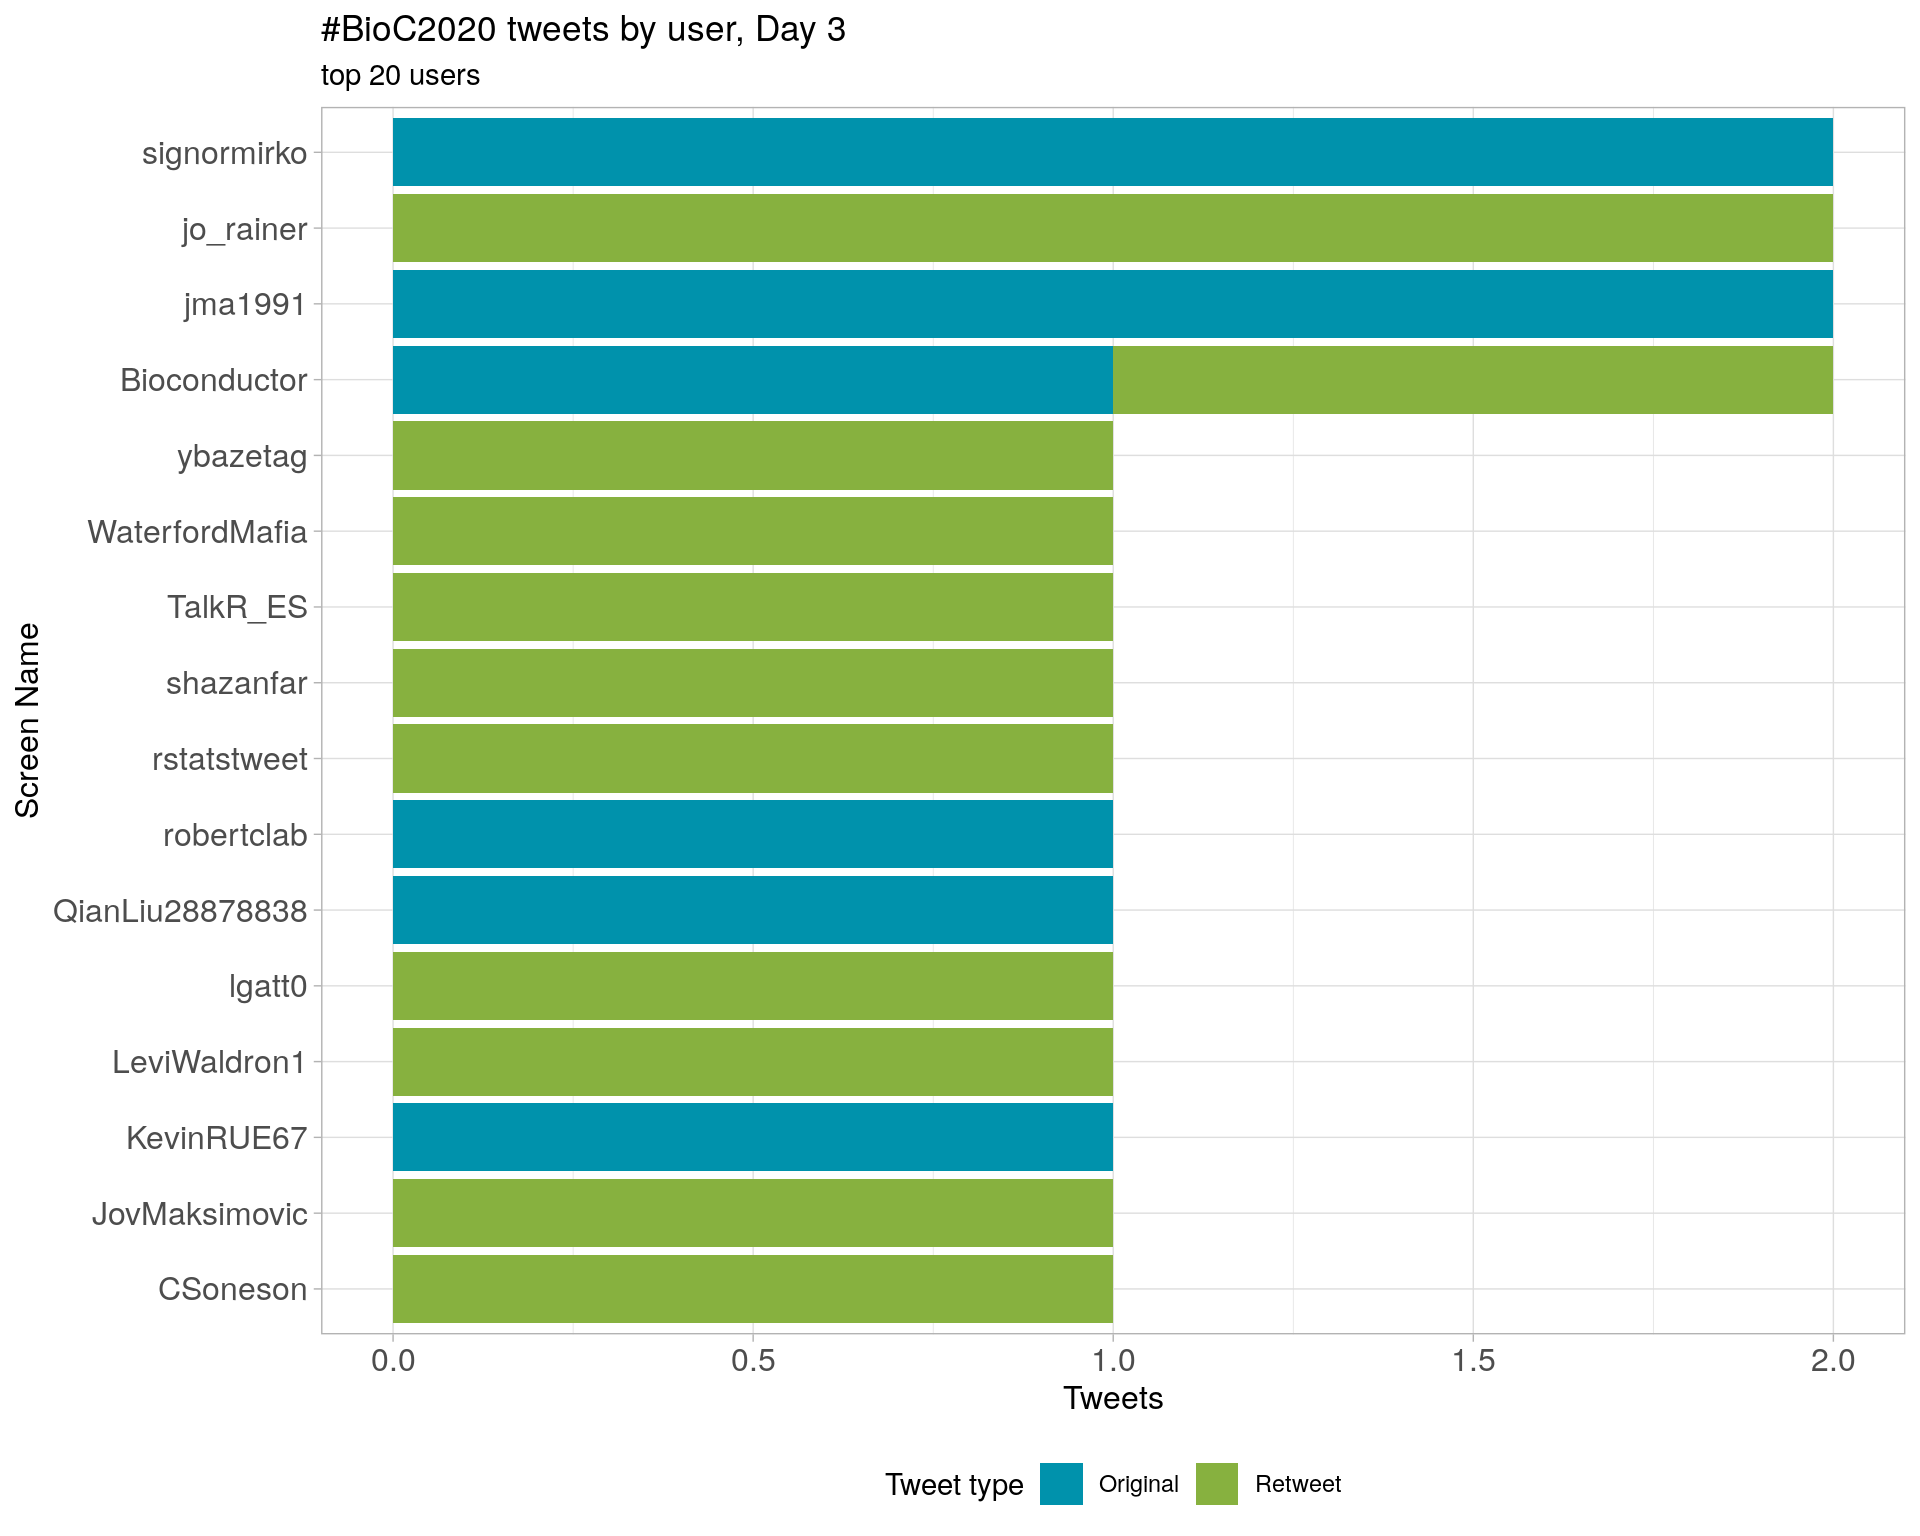 #BioC2020 tweets by user, Day 3
top 20 users
signormirko
jo_rainer
jma1991
Bioconductor
ybazetag
WaterfordMafia
TalkR_ES
shazanfar
rstatstweet
robertclab
QianLiu28878838
lgatt0
LeviWaldron1
KevinRUE67
JovMaksimovic
CSoneson
Screen Name
0.0 0.5 1.0 1.5 2.0
Tweets
Tweet type Original Retweet